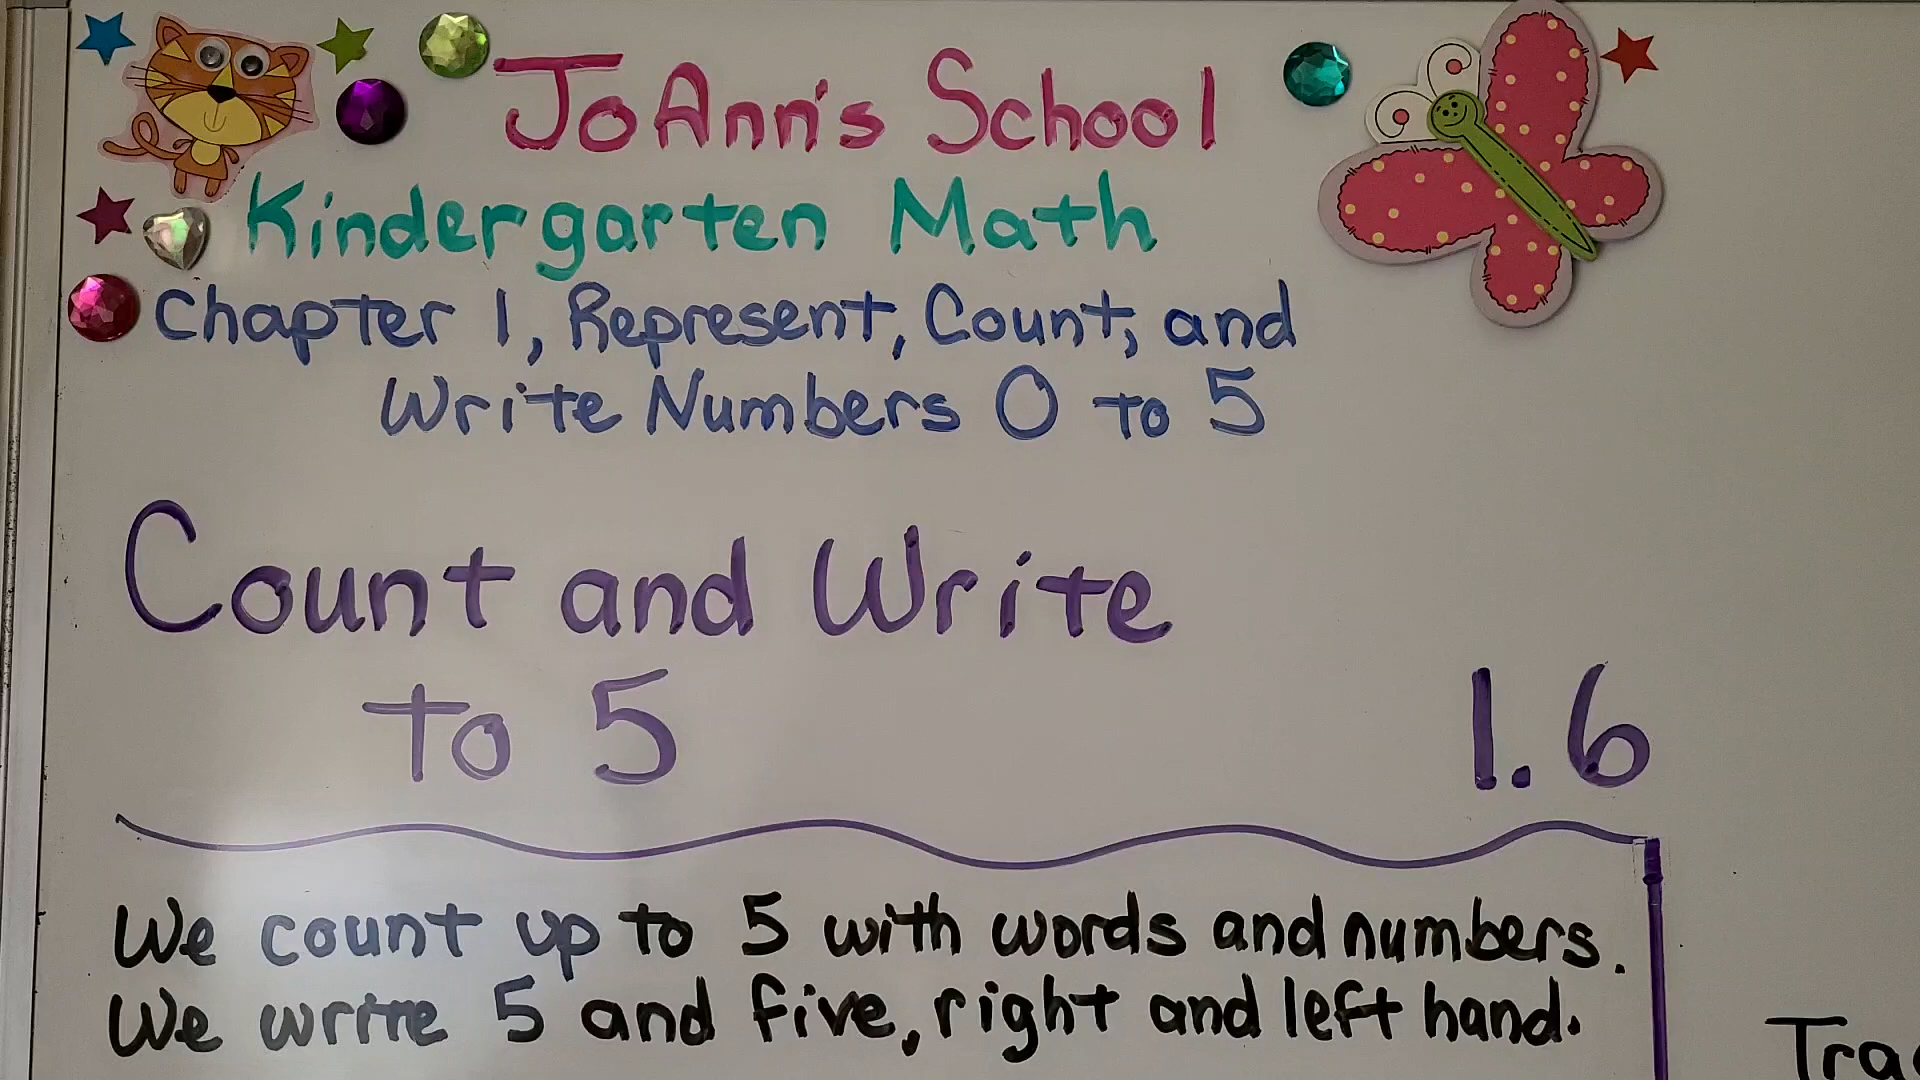 JoAnn's School
Kindergarten Math
Chapter 1, Represent, Count, and
Write Numbers 0 to 5
Count and Write
to 5
1.6
We count up to 5 with words and numbers.
We write 5 and five, right and left hand.